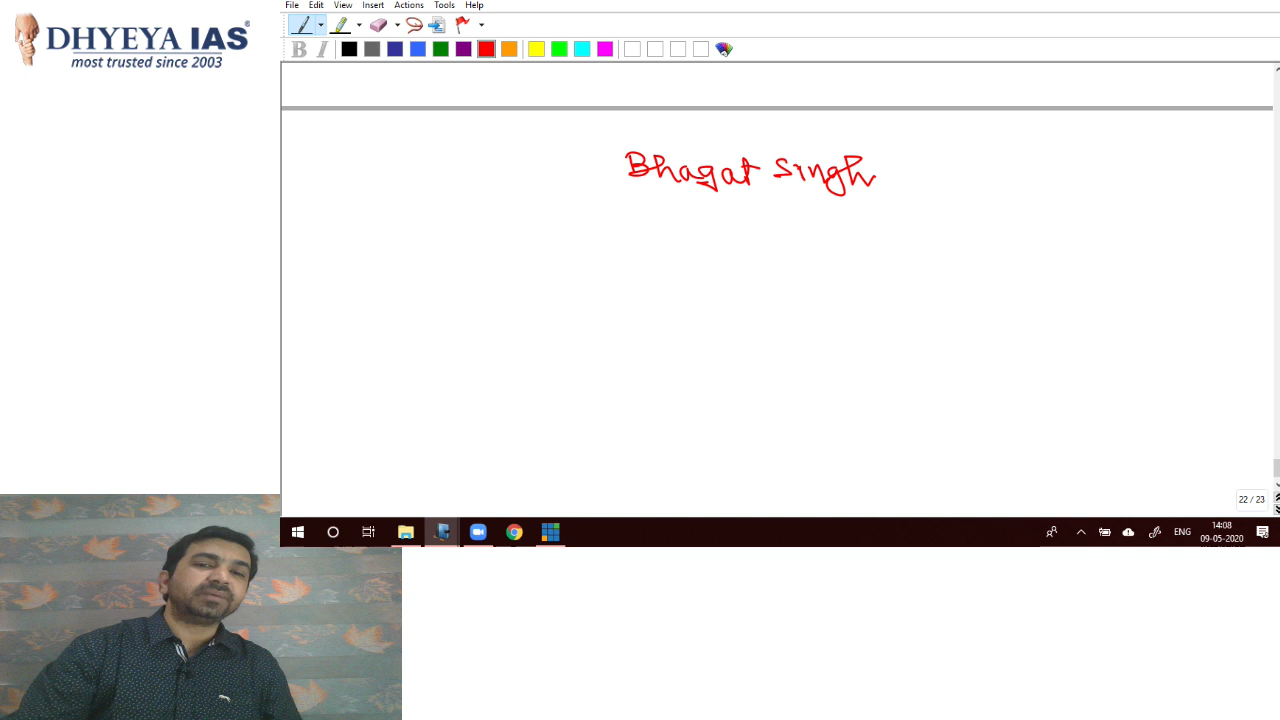 DHYEYA IAS®
most trusted since 2003
File Edit View Insert Actions Tools Help
B I
Bhagat Singh
22 / 23
ENG
14:08
09-05-2020